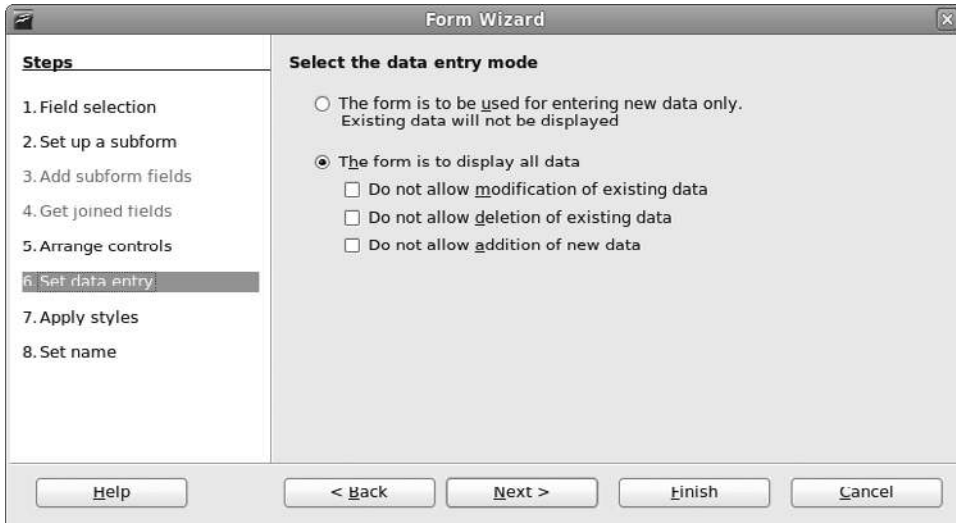 Form Wizard
Steps
1. Field selection
2. Set up a subform
3. Add subform fields
4. Get joined fields
5. Arrange controls
6. Set data entry
7. Apply styles
8. Set name
Select the data entry mode
The form is to be used for entering new data only.
Existing data will not be displayed
The form is to display all data
Do not allow modification of existing data
Do not allow deletion of existing data
Do not allow addition of new data
Help
< Back
Next >
Finish
Cancel